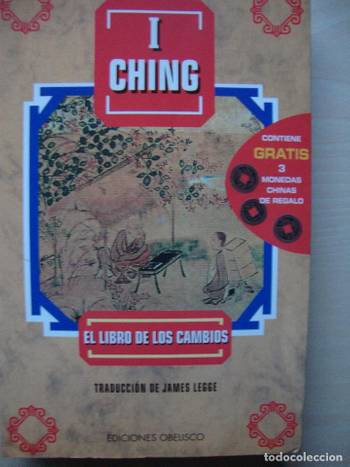 I
CHING
CONTIENE
GRATIS
3
MONEDAS
CHINAS
DE REGALO
EL LIBRO DE LOS CAMBIOS
TRADUCCIÓN DE JAMES LEGGE
EDICIONES OBELISCO
todocoleccion